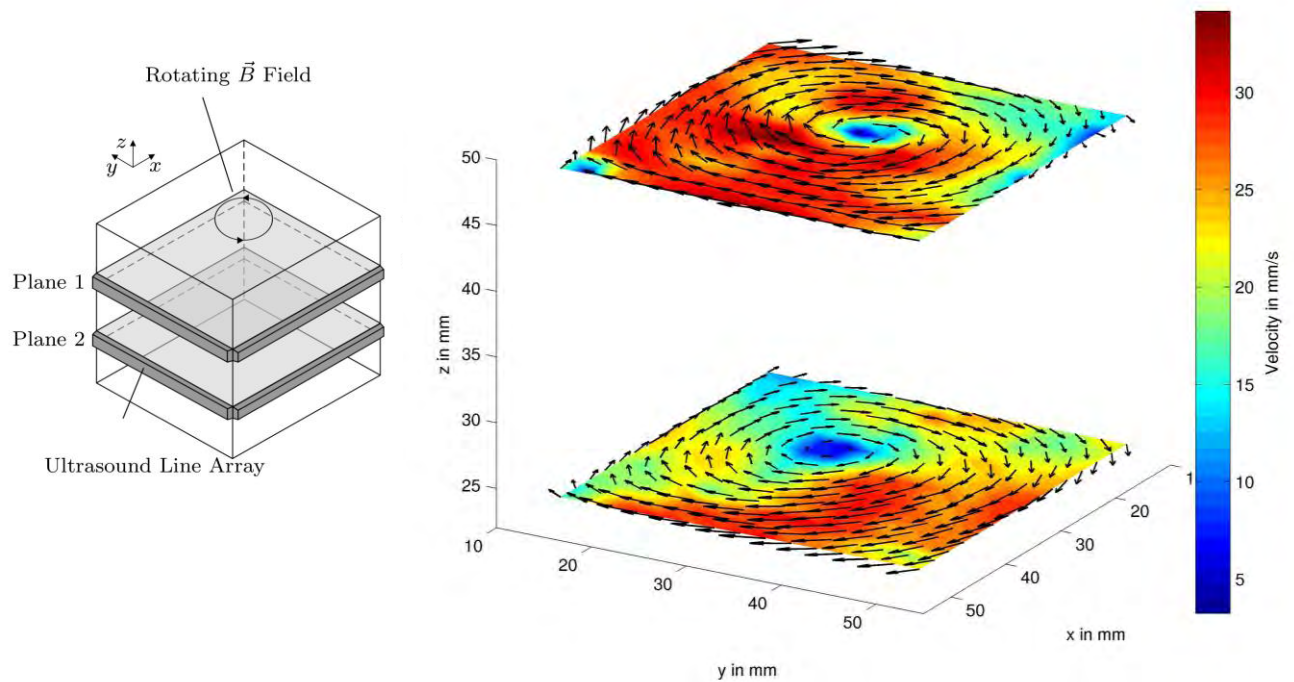 Rotating B⃗ Field
z
y
x
Plane 1
Plane 2
Ultrasound Line Array
50
45
40
35
30
25
z in mm
10
20
30
40
50
y in mm
1
20
30
40
50
x in mm
30
25
20
15
10
5
Velocity in mm/s